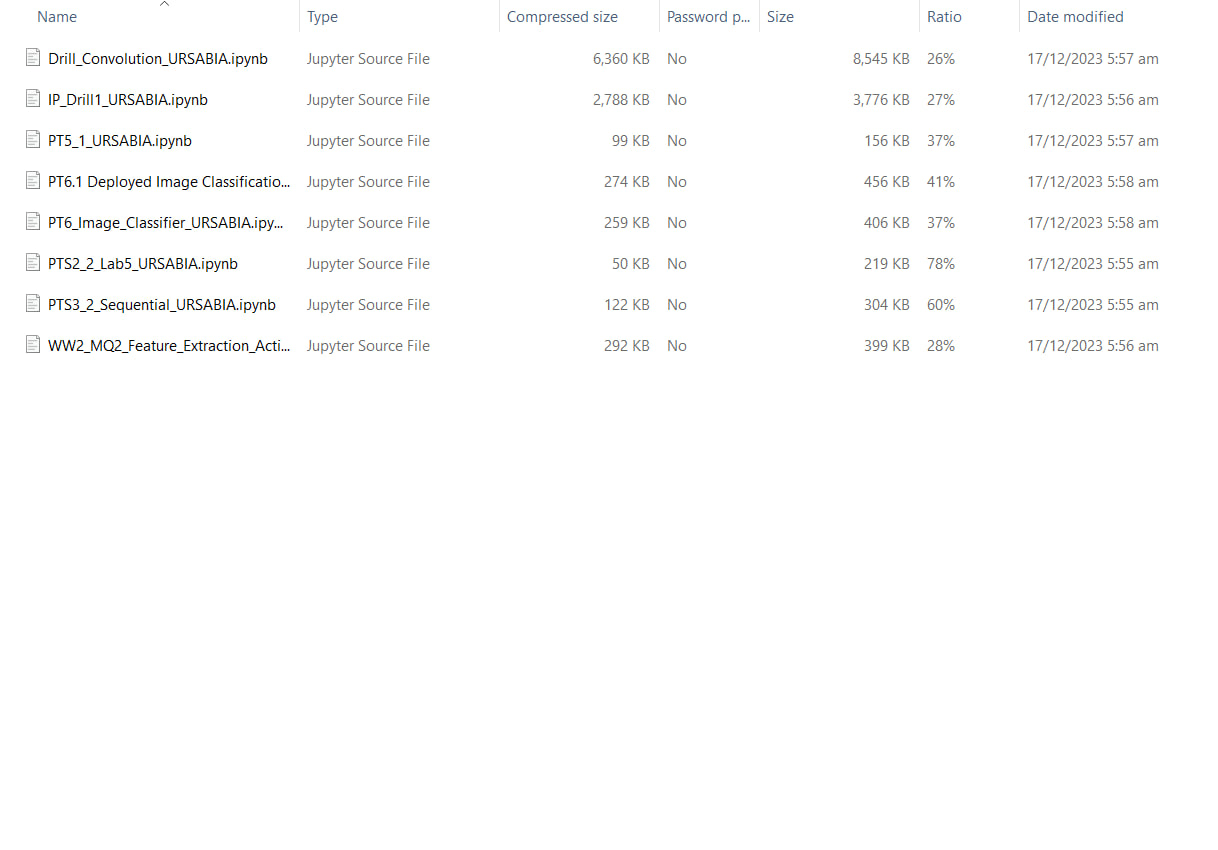 Name Type Compressed size Password p... Size Ratio Date modified
Drill_Convolution_URSABIA.ipynb Jupyter Source File 6,360 KB No 8,545 KB 26% 17/12/2023 5:57 am
IP_Drill1_URSABIA.ipynb Jupyter Source File 2,788 KB No 3,776 KB 27% 17/12/2023 5:56 am
PT5_1_URSABIA.ipynb Jupyter Source File 99 KB No 156 KB 37% 17/12/2023 5:57 am
PT6.1 Deployed Image Classificatio... Jupyter Source File 274 KB No 456 KB 41% 17/12/2023 5:58 am
PT6_Image_Classifier_URSABIA.ipy... Jupyter Source File 259 KB No 406 KB 37% 17/12/2023 5:58 am
PTS2_2_Lab5_URSABIA.ipynb Jupyter Source File 50 KB No 219 KB 78% 17/12/2023 5:55 am
PTS3_2_Sequential_URSABIA.ipynb Jupyter Source File 122 KB No 304 KB 60% 17/12/2023 5:55 am
WW2_MQ2_Feature_Extraction_Acti... Jupyter Source File 292 KB No 399 KB 28% 17/12/2023 5:56 am